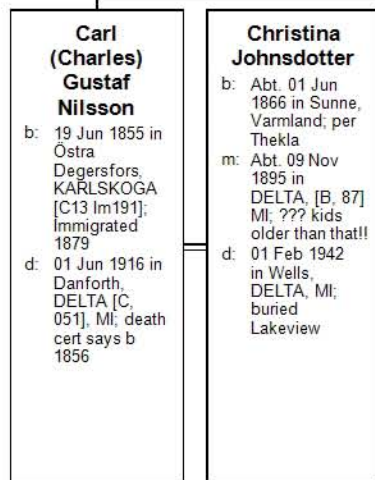 Carl
(Charles)
Gustaf
Nilsson
b: 19 Jun 1855 in
Östra
Degersfors,
KARLSKOGA
[C13 Im191];
Immigrated
1879
d: 01 Jun 1916 in
Danforth,
DELTA [C,
051], MI; death
cert says b
1856
Christina
Johnsdotter
b: Abt. 01 Jun
1866 in Sunne,
Varmland; per
Thekla
m: Abt. 09 Nov
1895 in
DELTA, [B, 87]
MI; ??? kids
older than that!!
d: 01 Feb 1942
in Wells,
DELTA, MI;
buried
Lakeview